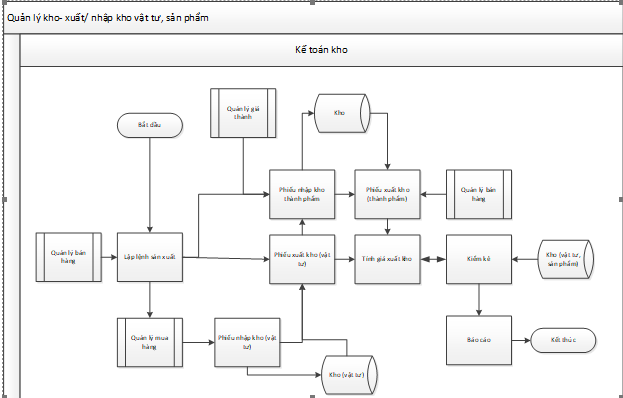 Quản lý kho- xuất/ nhập kho vật tư, sản phẩm
Kế toán kho
Quản lý giá
thành
Kho
Bắt đầu
Phiếu nhập kho
thành phẩm
Phiếu xuất kho
(thành phẩm)
Quản lý bán
hàng
Quản lý bán
hàng
Lập lệnh sản xuất
Phiếu xuất kho (vật
tư)
Tính giá xuất kho
Kiểm kê
Kho (vật tư,
sản phẩm)
Quản lý mua
hàng
Phiếu nhập kho (vật
tư)
Báo cáo
Kết thúc
Kho (vật tư)